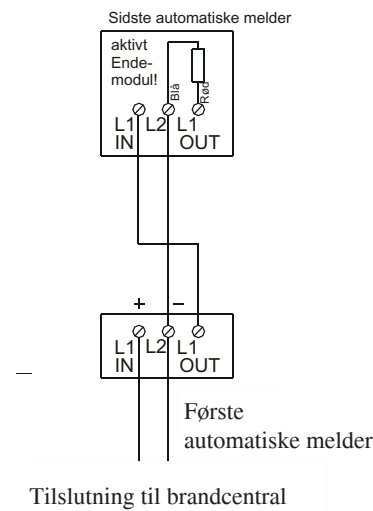 Sidste automatiske melder
aktivt
Ende-
modul!
Blå
Rød
L1 L2 L1
IN OUT
+ −
L1 L2 L1
IN OUT
Første
automatiske melder
Tilslutning til brandcentral